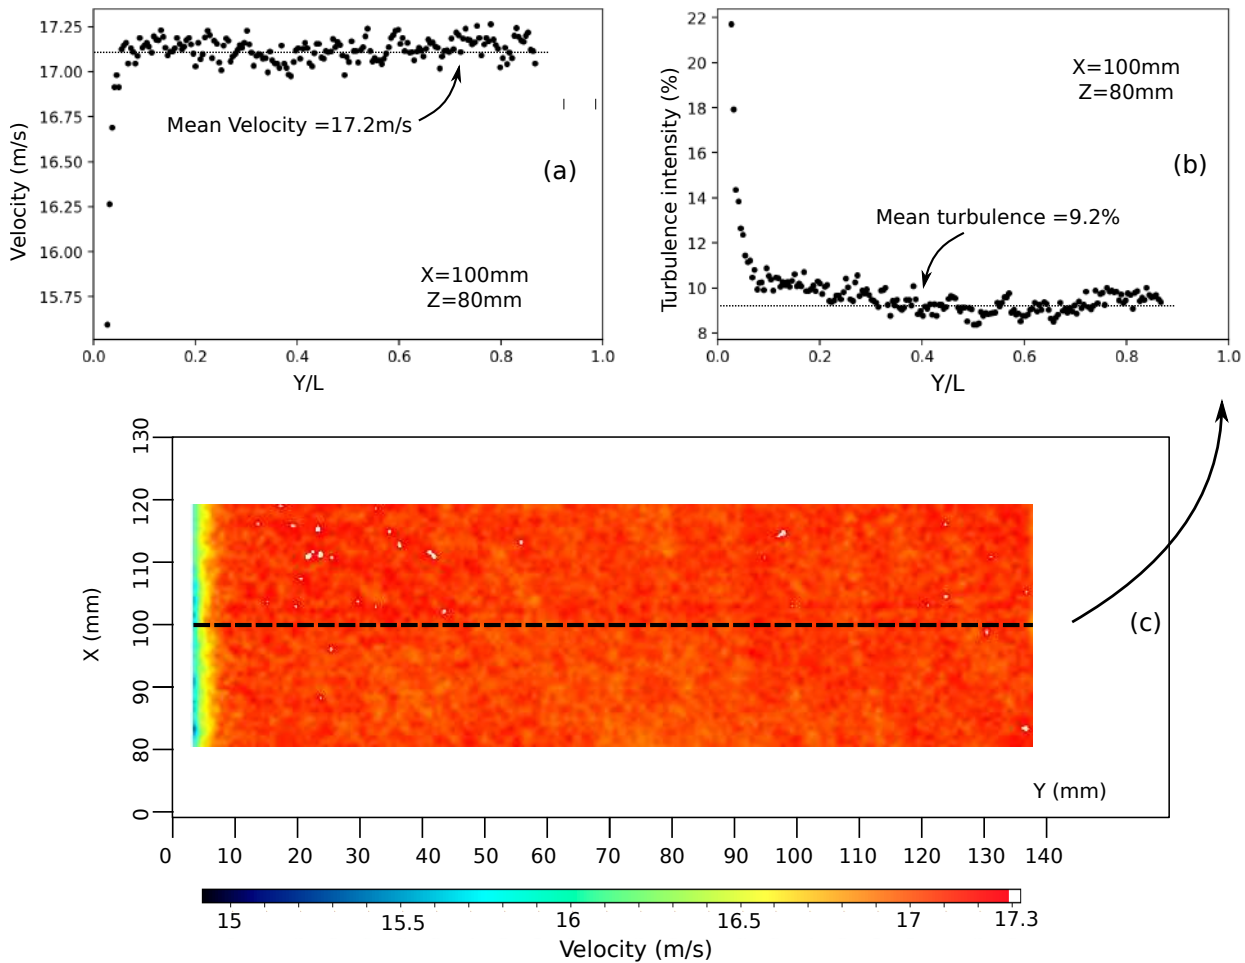 17.25
17.00
16.75
16.50
16.25
16.00
15.75
Velocity (m/s)
Mean Velocity =17.2m/s
(a)
X=100mm
Z=80mm
0.0 0.2 0.4 0.6 0.8 1.0
Y/L
22
20
18
16
14
12
10
8
Turbulence intensity (%)
X=100mm
Z=80mm
(b)
Mean turbulence =9.2%
0.0 0.2 0.4 0.6 0.8 1.0
Y/L
130
120
110
100
90
80
0
X (mm)
(c)
Y (mm)
0 10 20 30 40 50 60 70 80 90 100 110 120 130 140
15 15.5 16 16.5 17 17.3
Velocity (m/s)